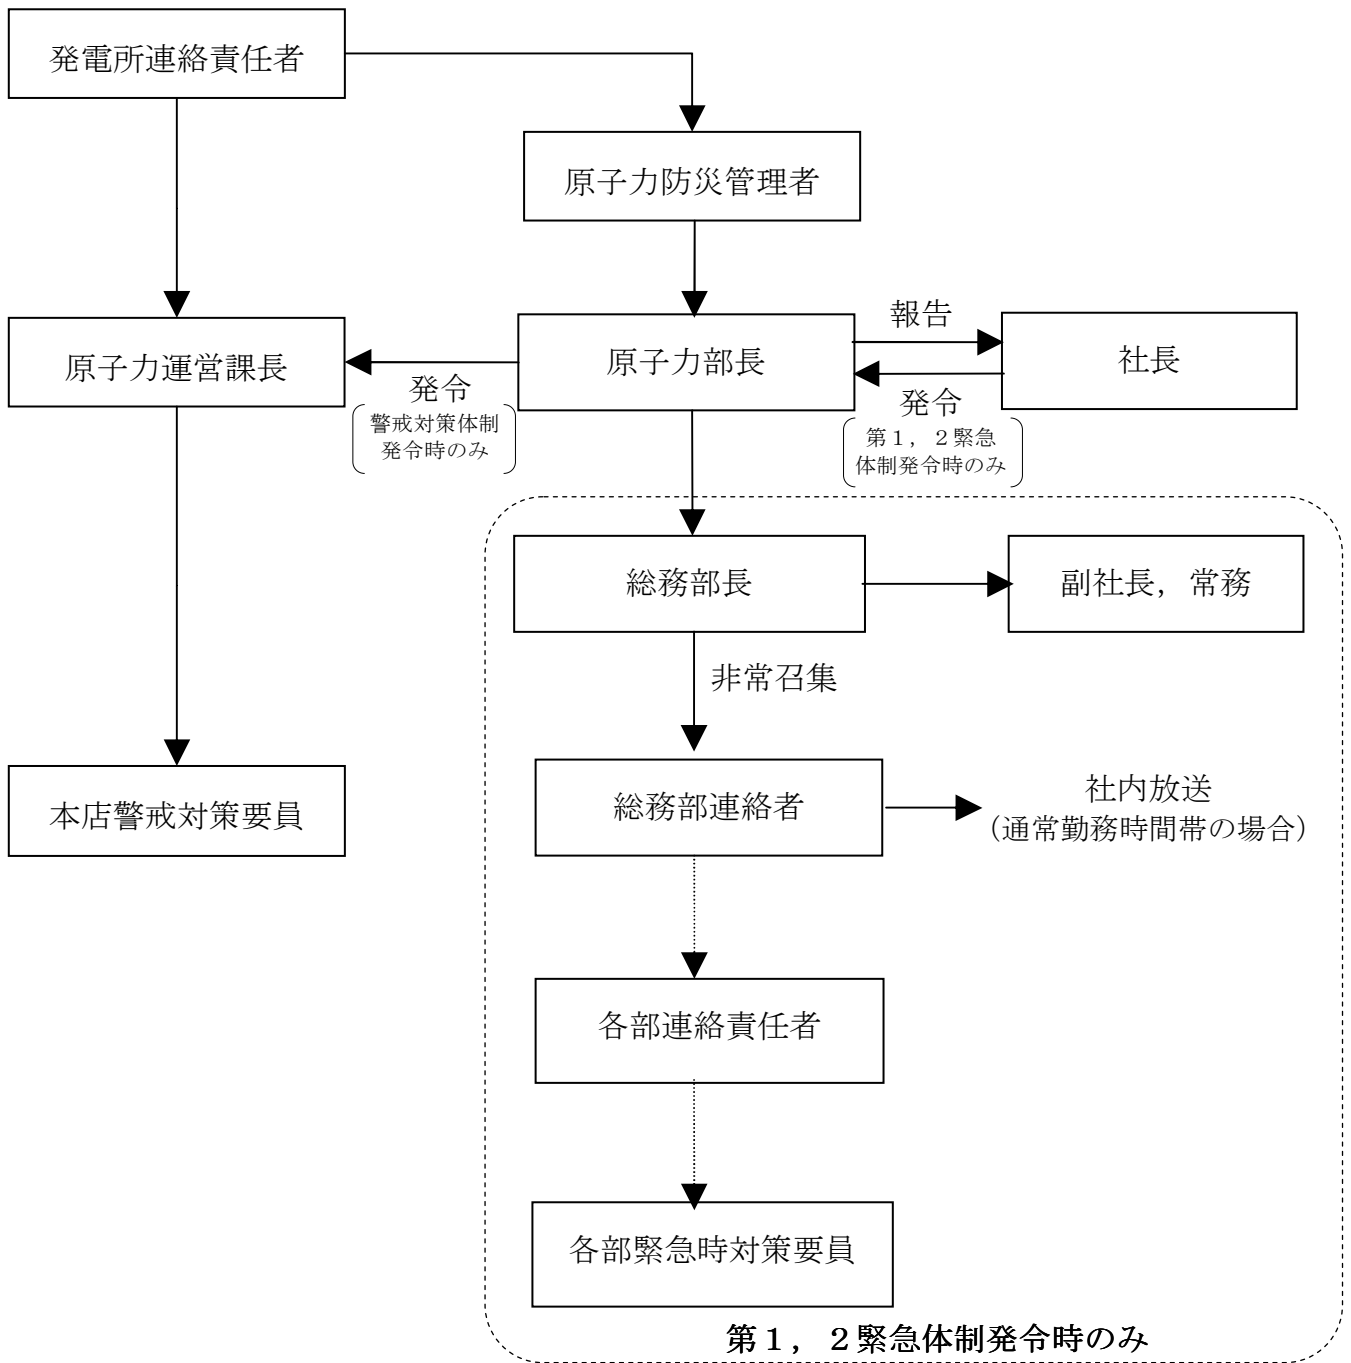 発電所連絡責任者
原子力防災管理者
報告
原子力運営課長
原子力部長
社長
発令
警戒対策体制
発令時のみ
発令
第１，２緊急
体制発令時のみ
総務部長
副社長，常務
非常召集
総務部連絡者
社内放送
（通常勤務時間帯の場合）
本店警戒対策要員
各部連絡責任者
各部緊急時対策要員
第１，２緊急体制発令時のみ